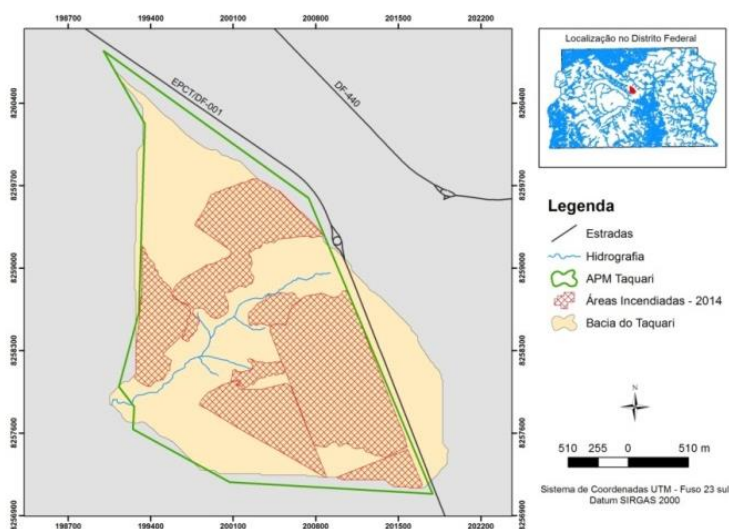 198700 199400 200100 200800 201500 202200
8260400
8259700
8259000
8258300
8257600
8256900
EPCT/DF-001
DF-440
Localização no Distrito Federal
Legenda
Estradas
Hidrografia
APM Taquari
Áreas Incendiadas - 2014
Bacia do Taquari
N
510 255 0 510 m
Sistema de Coordenadas UTM - Fuso 23 sul
Datum SIRGAS 2000